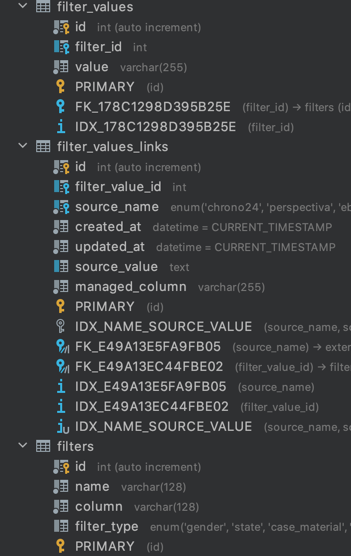 filter_values
id int (auto increment)
filter_id int
value varchar(255)
PRIMARY (id)
FK_178C1298D395B25E (filter_id) → filters (id
IDX_178C1298D395B25E (filter_id)
filter_values_links
id int (auto increment)
filter_value_id int
source_name enum('chrono24', 'perspectiva', 'eb
created_at datetime = CURRENT_TIMESTAMP
updated_at datetime = CURRENT_TIMESTAMP
source_value text
managed_column varchar(255)
PRIMARY (id)
IDX_NAME_SOURCE_VALUE (source_name, so
FK_E49A13E5FA9FB05 (source_name) → exter
FK_E49A13EC44FBE02 (filter_value_id) → filte
IDX_E49A13E5FA9FB05 (source_name)
IDX_E49A13EC44FBE02 (filter_value_id)
IDX_NAME_SOURCE_VALUE (source_name, so
filters
id int (auto increment)
name varchar(128)
column varchar(128)
filter_type enum('gender', 'state', 'case_material', '
PRIMARY (id)